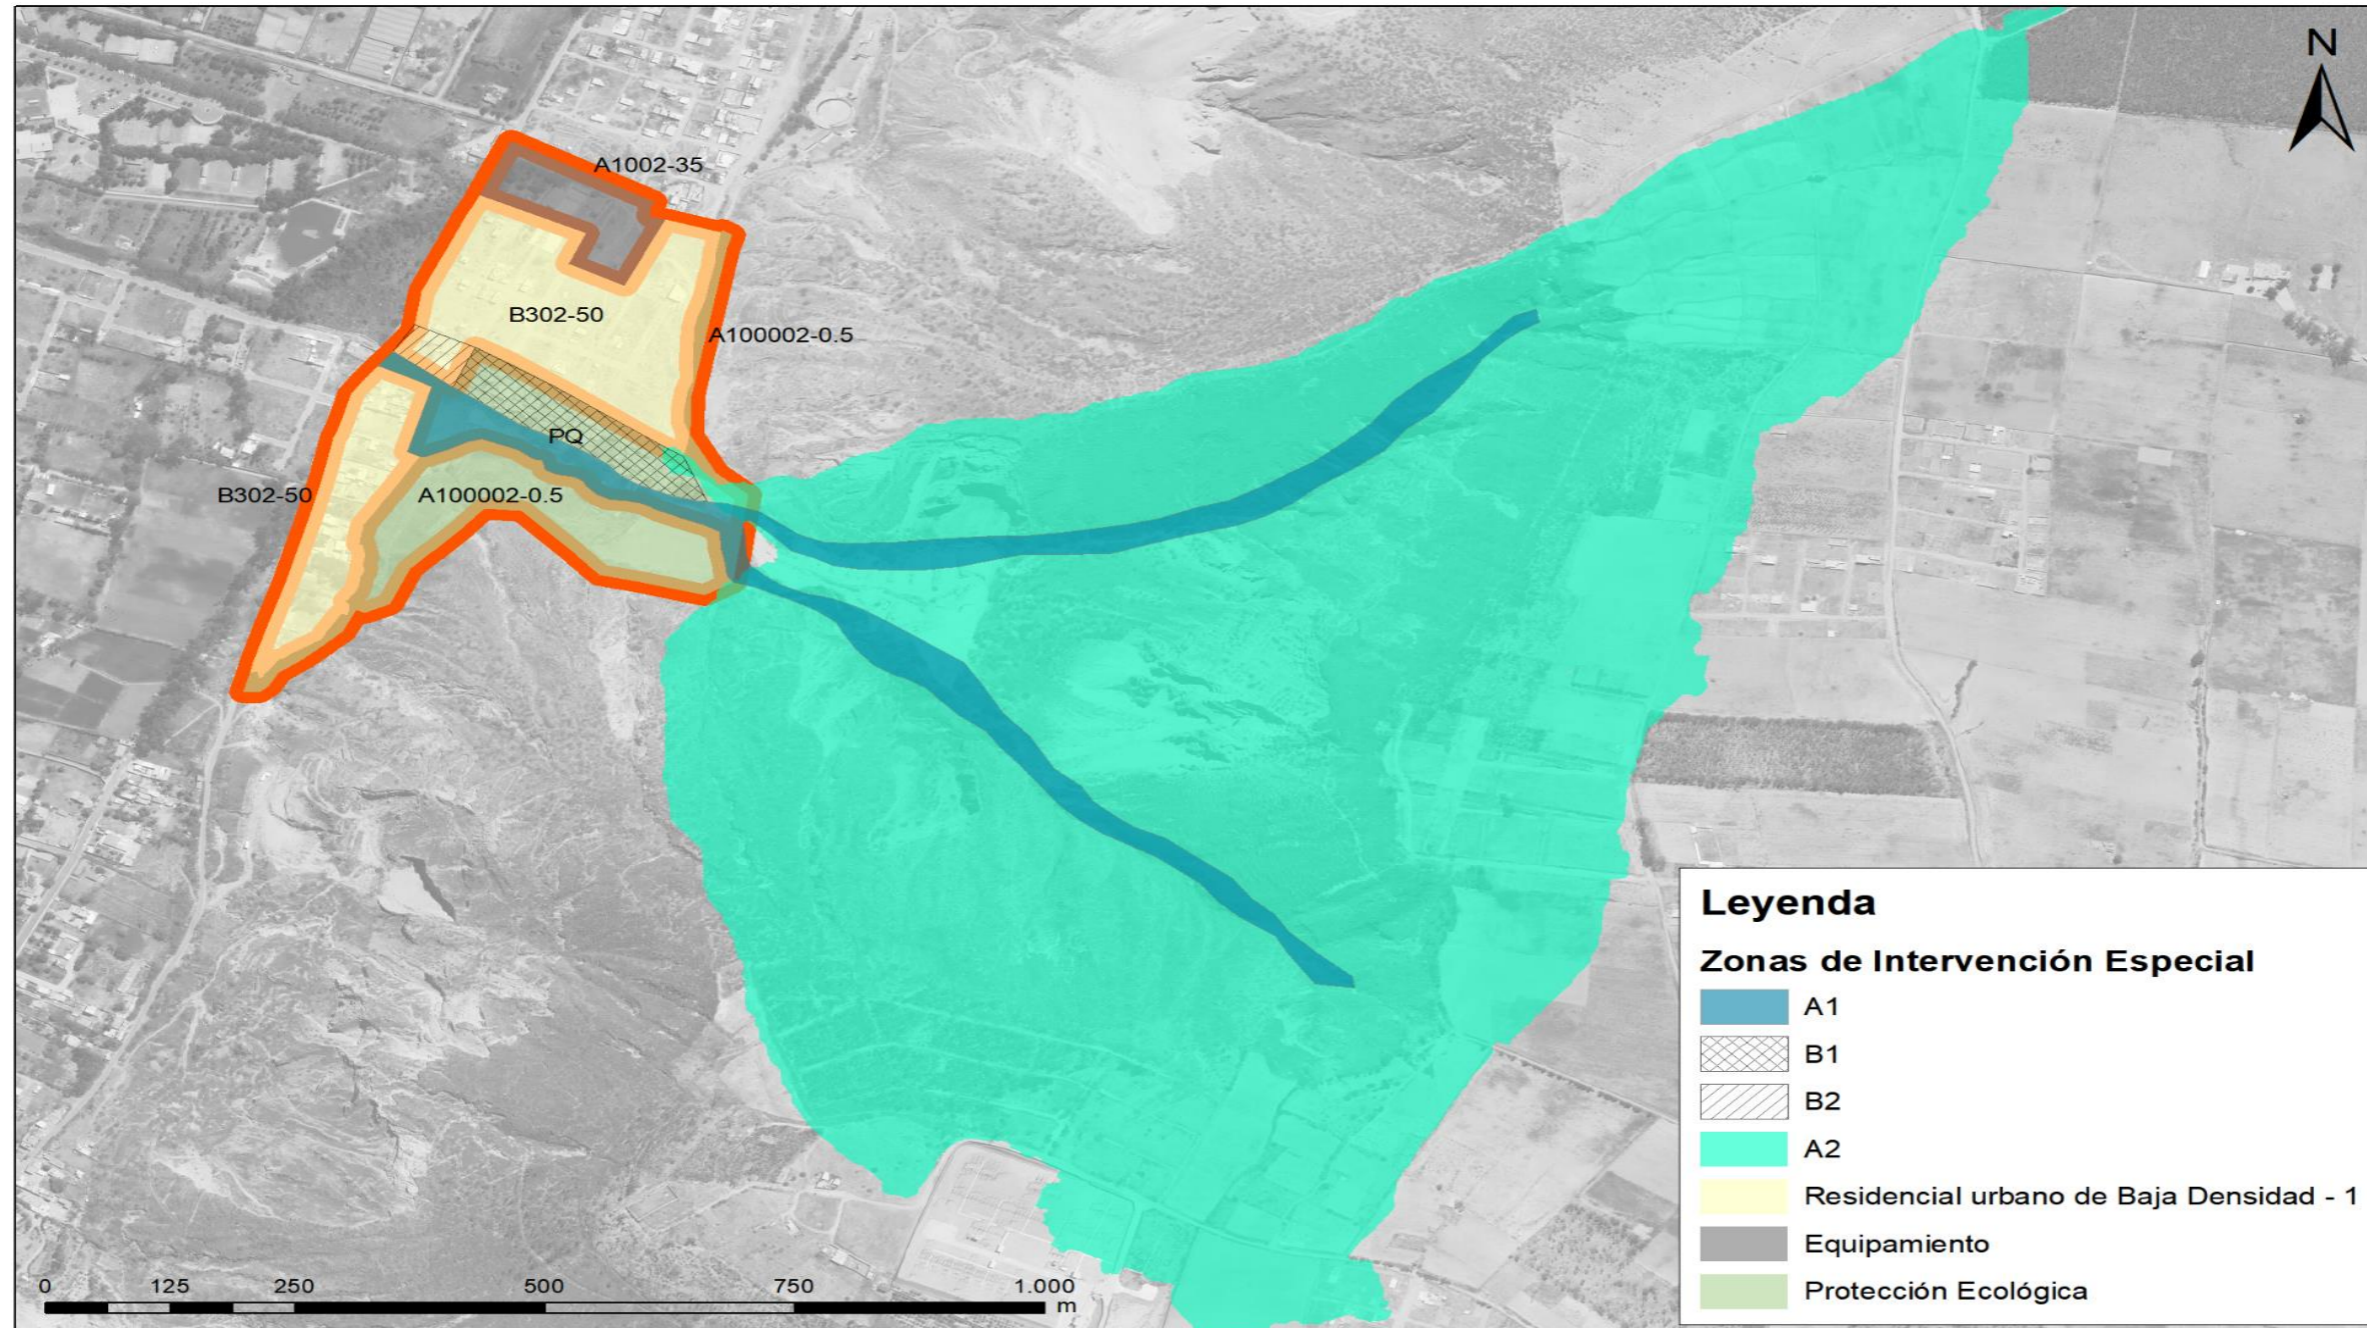 N
A1002-35
B302-50
A100002-0.5
PQ
B302-50
A100002-0.5
Leyenda
Zonas de Intervención Especial
A1
B1
B2
A2
Residencial urbano de Baja Densidad - 1
Equipamiento
Protección Ecológica
0 125 250 500 750 1.000
m